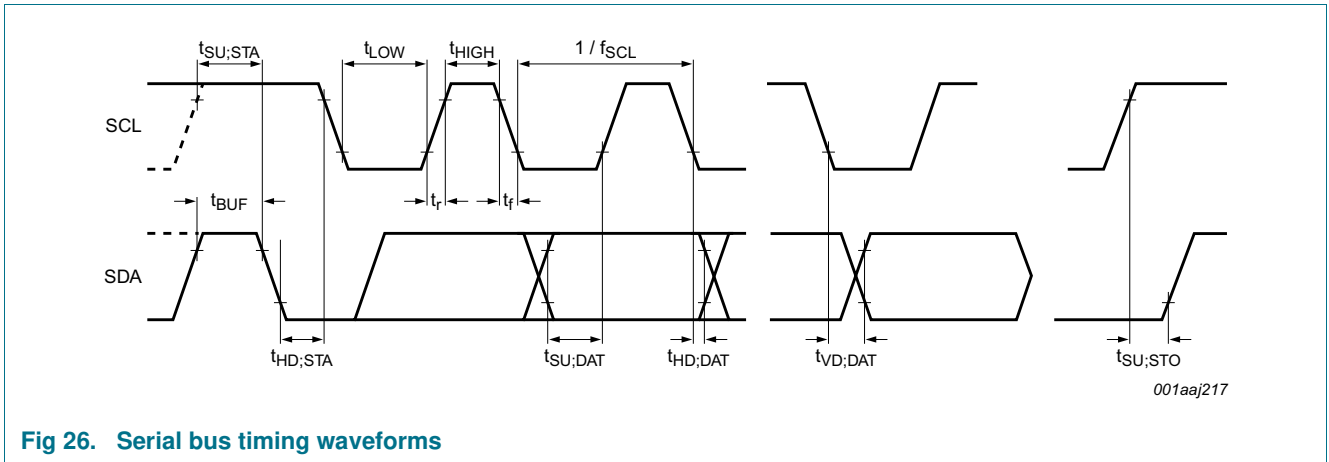 tSU;STA
tLOW
tHIGH
1 / fSCL
SCL
tBUF
tr
tf
SDA
tHD;STA
tSU;DAT
tHD;DAT
tVD;DAT
tSU;STO
001aaj217
Fig 26. Serial bus timing waveforms